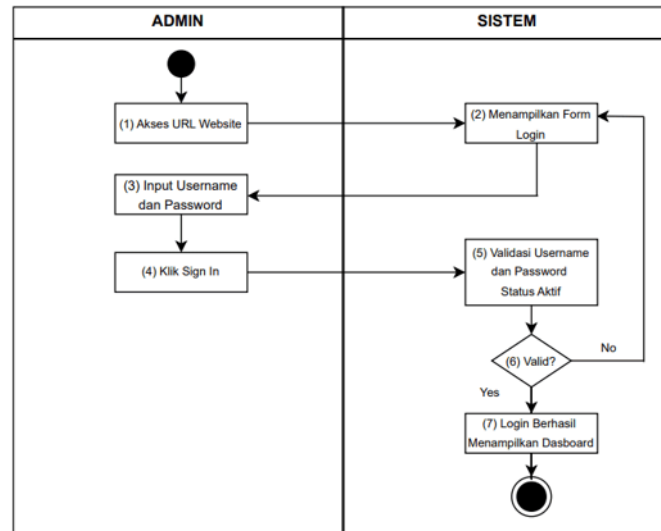 ADMIN
SISTEM
(1) Akses URL Website
(2) Menampilkan Form
Login
(3) Input Username
dan Password
(4) Klik Sign In
(5) Validasi Username
dan Password
Status Aktif
(6) Valid?
No
Yes
(7) Login Berhasil
Menampilkan Dasboard